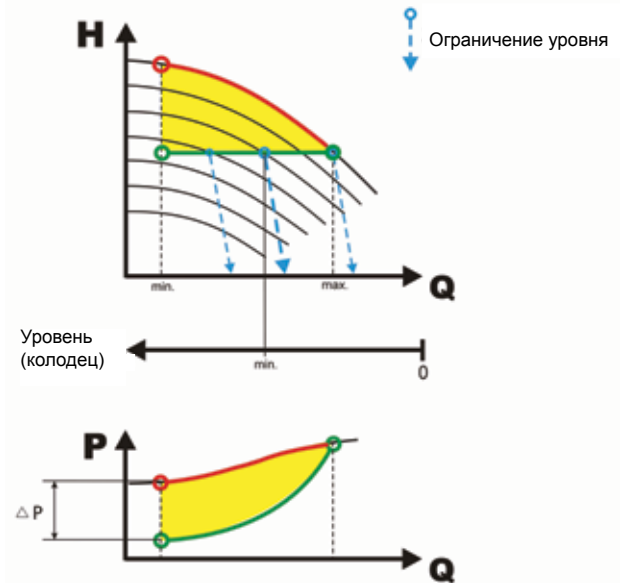 H
Ограничение уровня
min.
max.
Q
Уровень
(колодец)
min.
0
P
△ P
Q